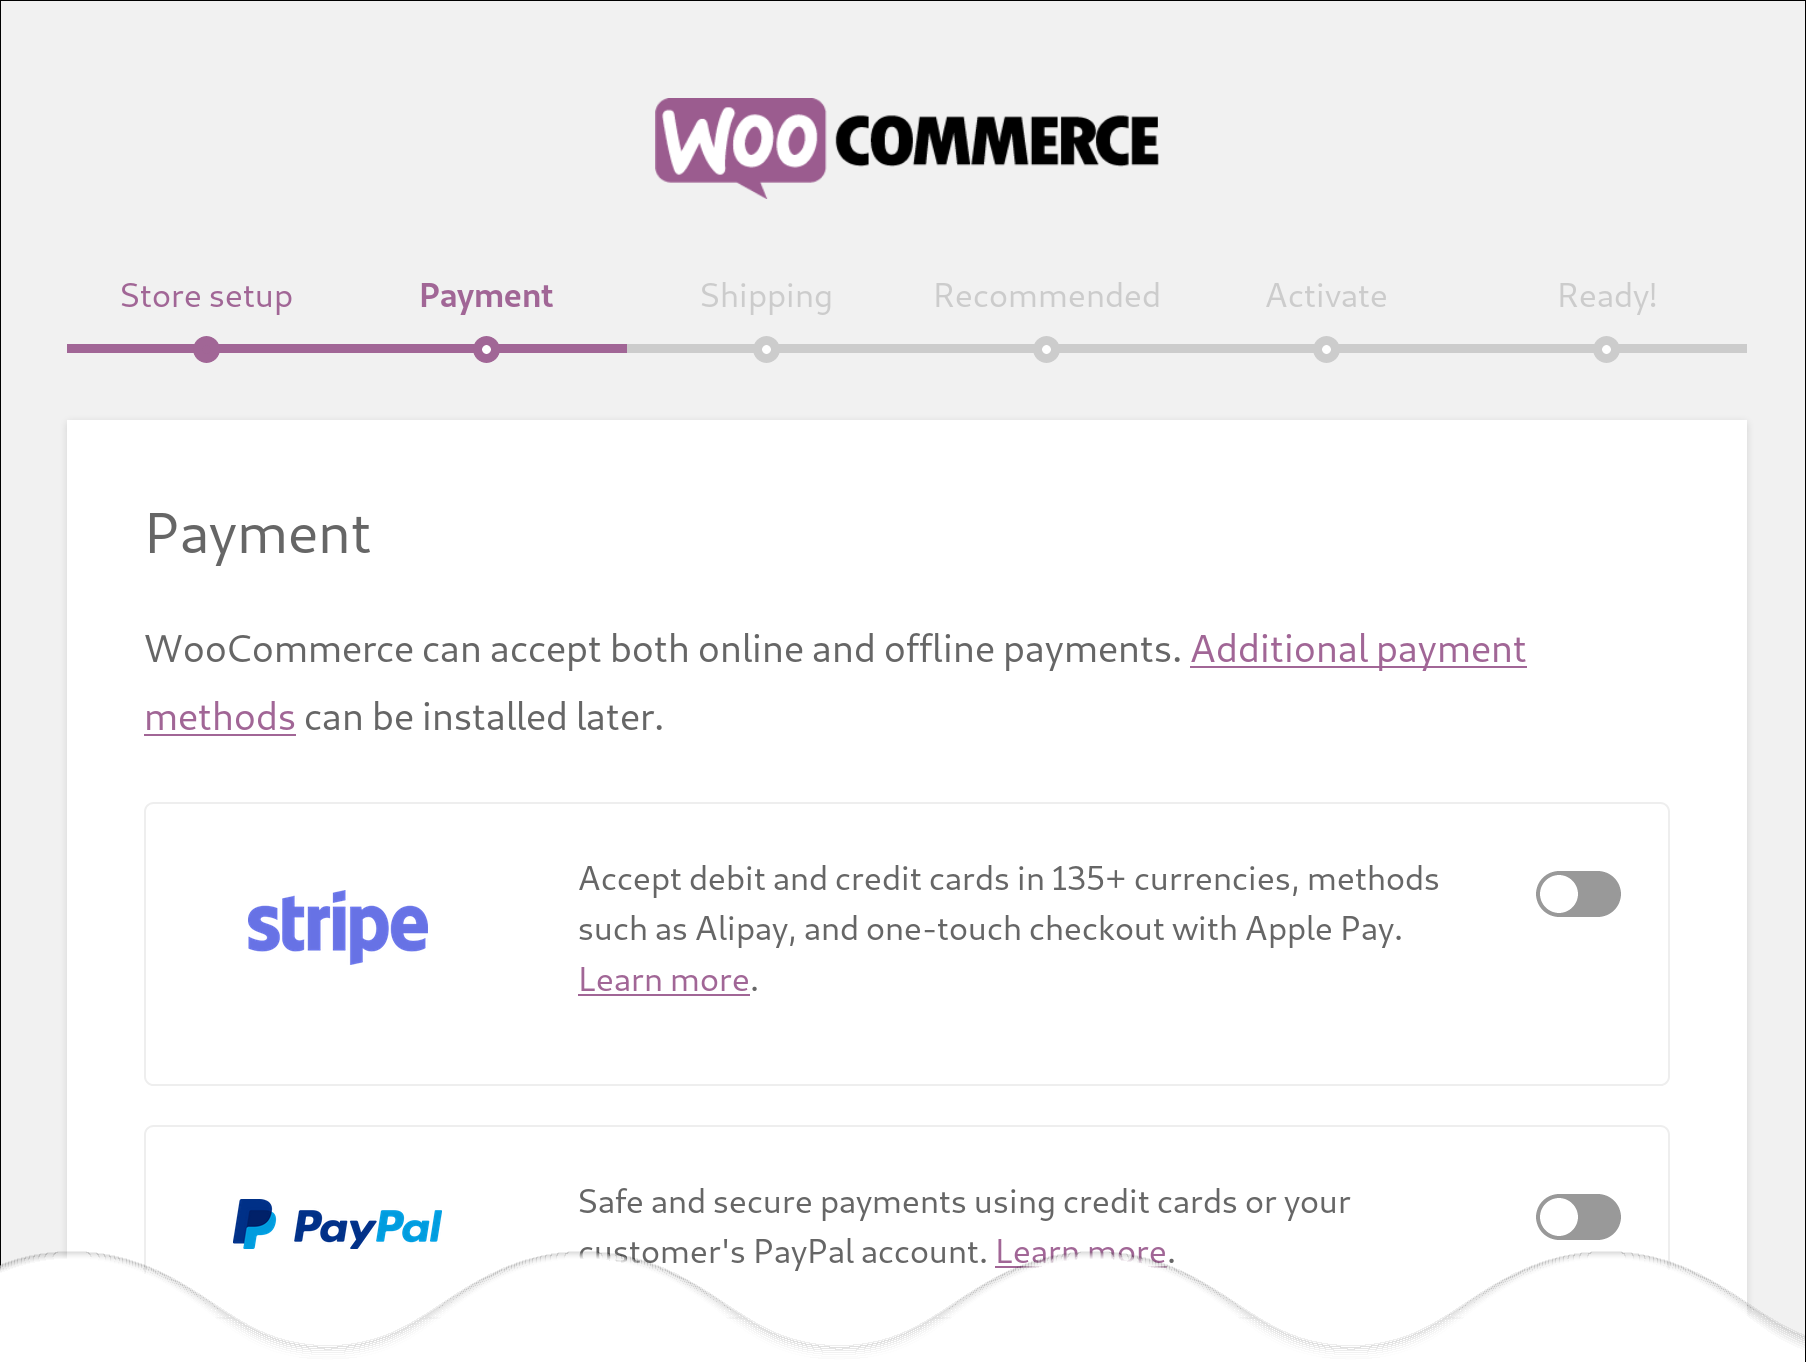 WOO COMMERCE
Store setup
Payment
Shipping
Recommended
Activate
Ready!
Payment
WooCommerce can accept both online and offline payments. Additional payment
methods can be installed later.
stripe
Accept debit and credit cards in 135+ currencies, methods
such as Alipay, and one-touch checkout with Apple Pay.
Learn more.
PayPal
Safe and secure payments using credit cards or your
customer's PayPal account. Learn more.